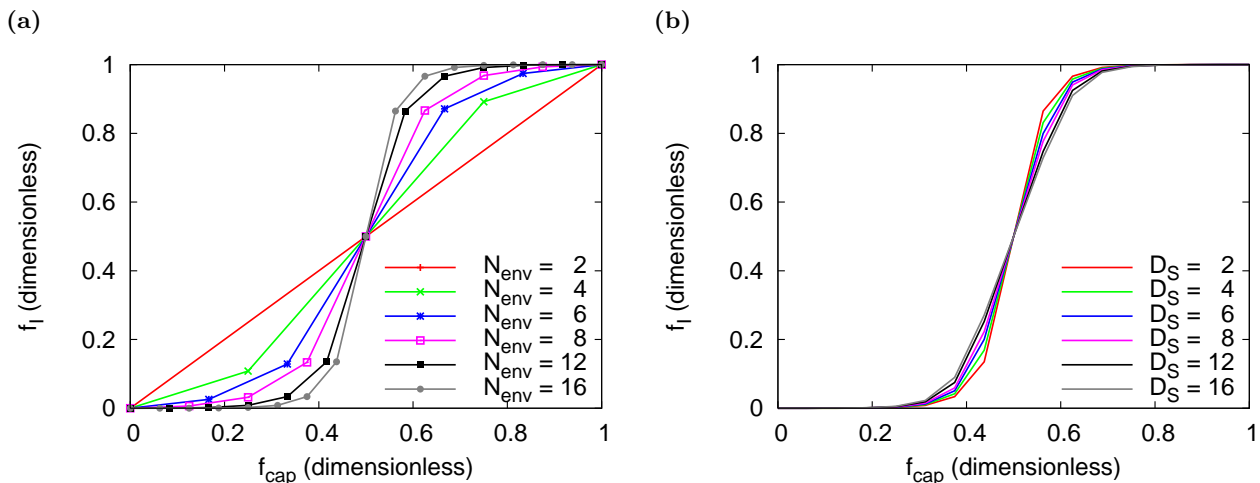 (a)
f_I (dimensionless)
1
0.8
0.6
0.4
0.2
0
0
0.2
0.4
0.6
0.8
1
f_cap (dimensionless)
N_env = 2
N_env = 4
N_env = 6
N_env = 8
N_env = 12
N_env = 16
(b)
f_I (dimensionless)
1
0.8
0.6
0.4
0.2
0
0
0.2
0.4
0.6
0.8
1
f_cap (dimensionless)
D_S = 2
D_S = 4
D_S = 6
D_S = 8
D_S = 12
D_S = 16